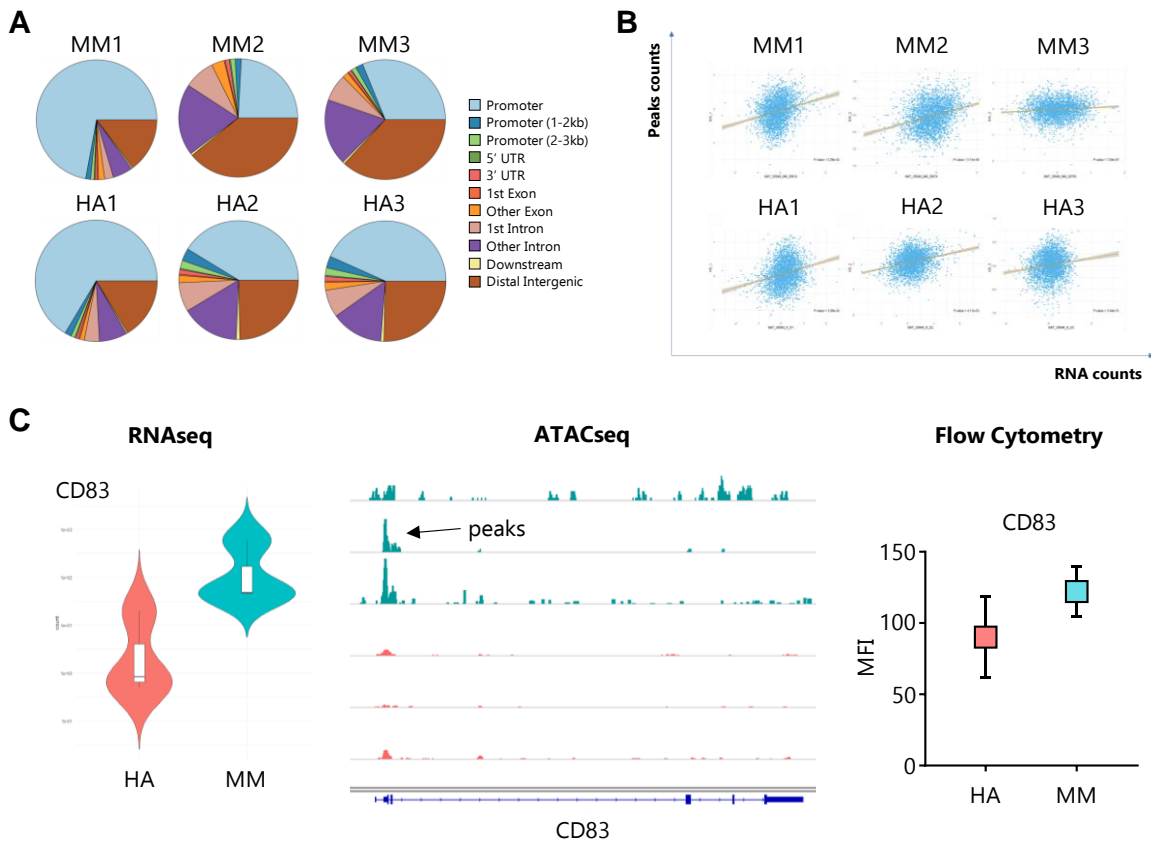 A
MM1
MM2
MM3
HA1
HA2
HA3
Promoter
Promoter (1-2kb)
Promoter (2-3kb)
5' UTR
3' UTR
1st Exon
Other Exon
1st Intron
Other Intron
Downstream
Distal Intergenic
B
Peaks counts
MM1
MM2
MM3
HA1
HA2
HA3
RNA counts
C
RNAseq
CD83
HA
MM
ATACseq
peaks
CD83
Flow Cytometry
CD83
MFI
150
100
50
0
HA
MM